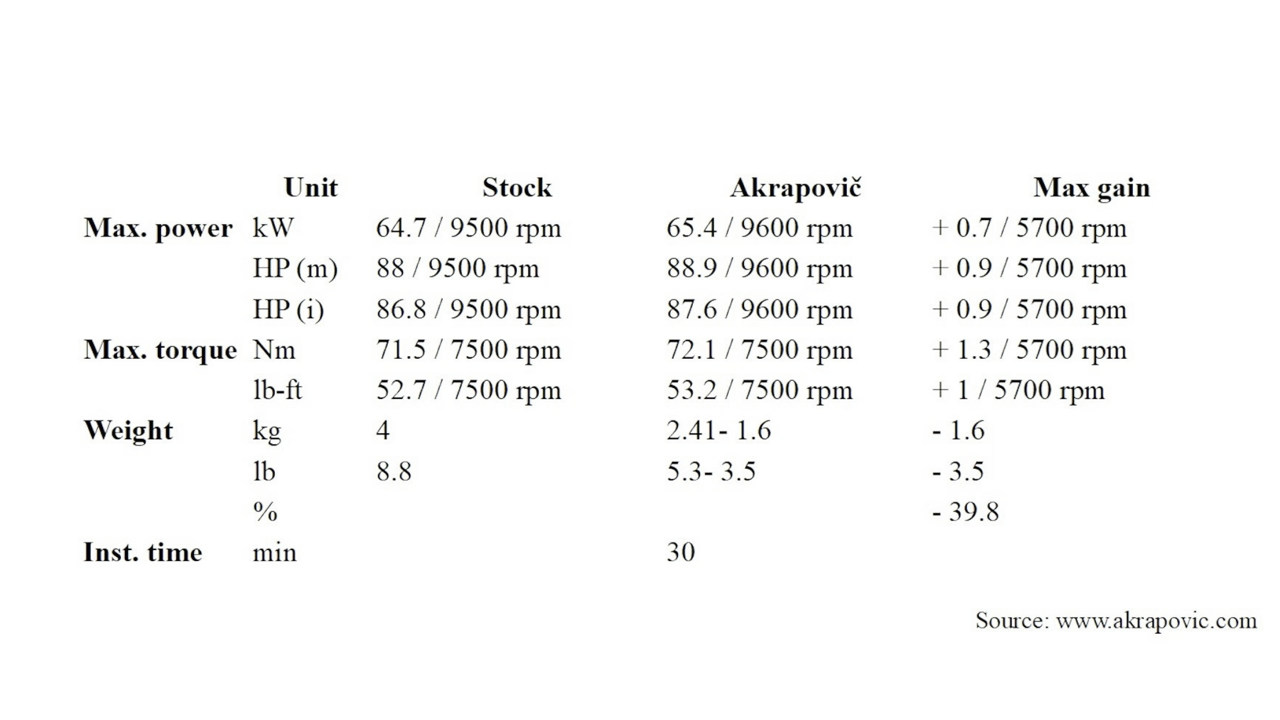 Unit Stock Akrapovič Max gain
Max. power kW 64.7 / 9500 rpm 65.4 / 9600 rpm + 0.7 / 5700 rpm
HP (m) 88 / 9500 rpm 88.9 / 9600 rpm + 0.9 / 5700 rpm
HP (i) 86.8 / 9500 rpm 87.6 / 9600 rpm + 0.9 / 5700 rpm
Max. torque Nm 71.5 / 7500 rpm 72.1 / 7500 rpm + 1.3 / 5700 rpm
lb-ft 52.7 / 7500 rpm 53.2 / 7500 rpm + 1 / 5700 rpm
Weight kg 4 2.41- 1.6 - 1.6
lb 8.8 5.3- 3.5 - 3.5
% - 39.8
Inst. time min 30
Source: www.akrapovic.com